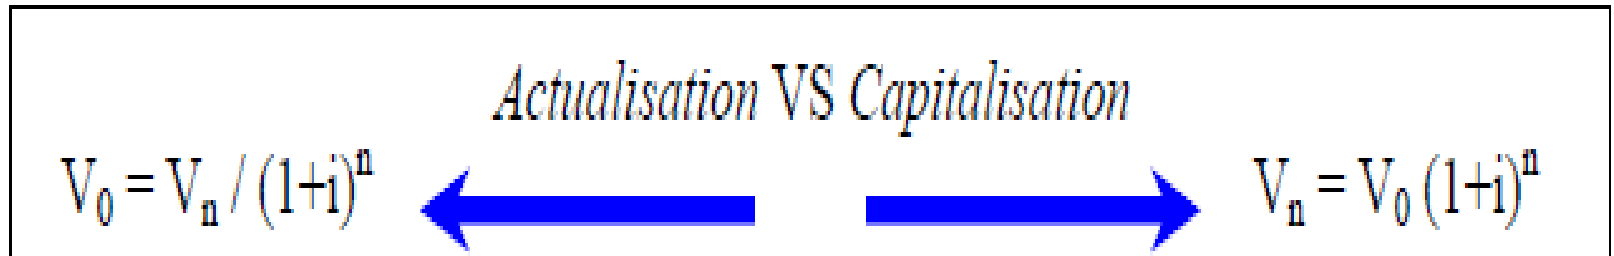 Actualisation VS Capitalisation
V₀ = Vₙ / (1+i)ⁿ Vₙ = V₀ (1+i)ⁿ